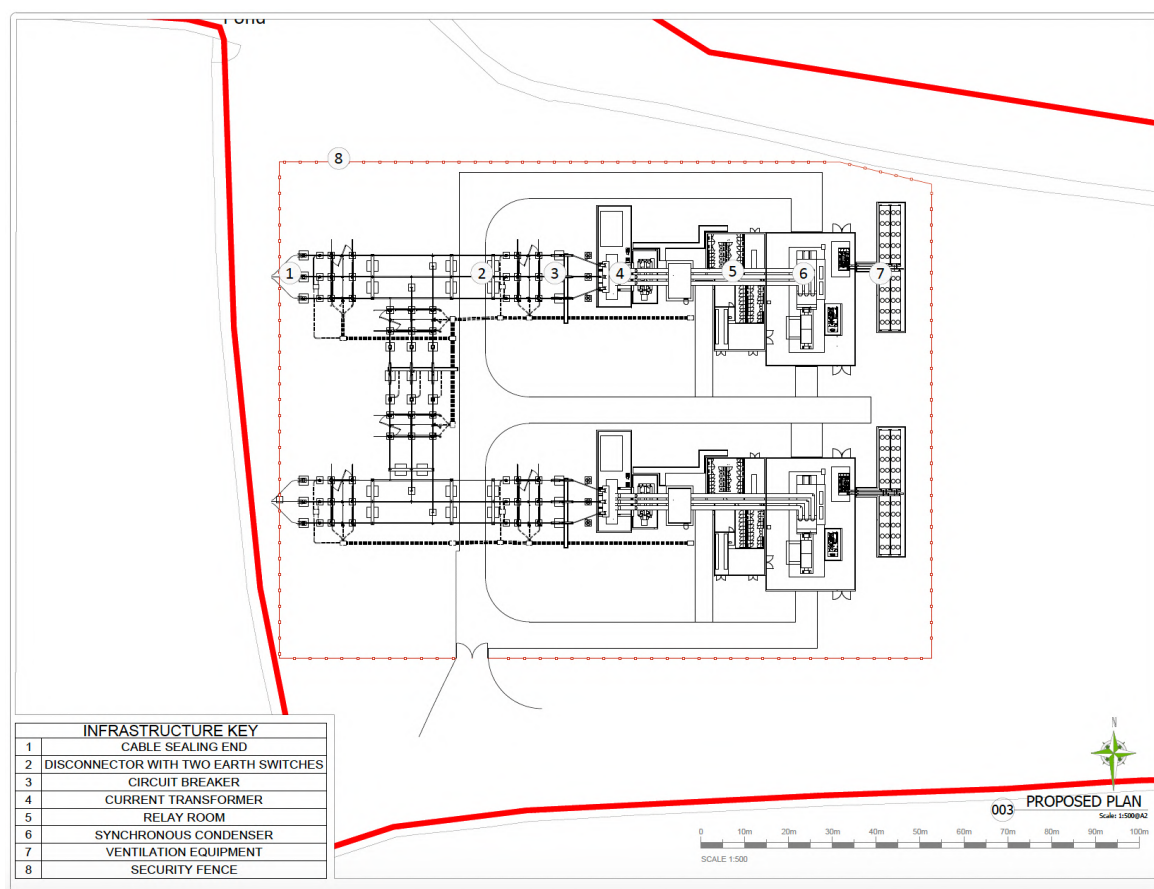 Pond
8
1
2
3
4
5
6
7
INFRASTRUCTURE KEY
1 CABLE SEALING END
2 DISCONNECTOR WITH TWO EARTH SWITCHES
3 CIRCUIT BREAKER
4 CURRENT TRANSFORMER
5 RELAY ROOM
6 SYNCHRONOUS CONDENSER
7 VENTILATION EQUIPMENT
8 SECURITY FENCE
N
003 PROPOSED PLAN
Scale: 1:500@A2
0 10m 20m 30m 40m 50m 60m 70m 80m 90m 100m
SCALE 1:500